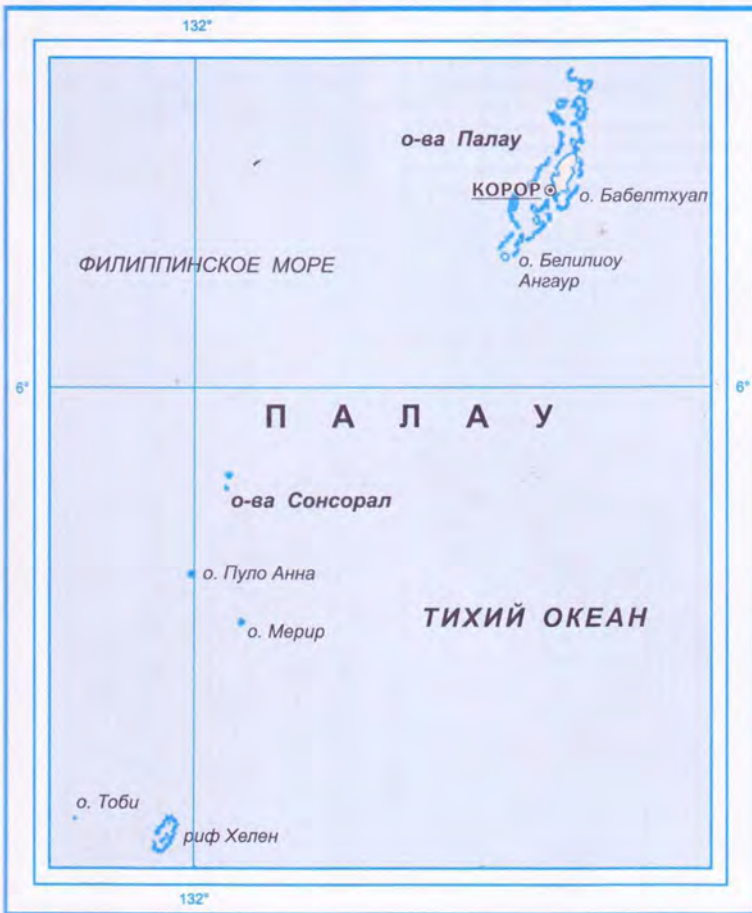 132°
о-ва Палау
КОРОР
о. Бабелтхуап
ФИЛИППИНСКОЕ МОРЕ
о. Белилиоу
Ангаур
6°
6°
ПАЛАУ
о-ва Сонсорал
о. Пуло Анна
ТИХИЙ ОКЕАН
о. Мерир
о. Тоби
риф Хелен
132°